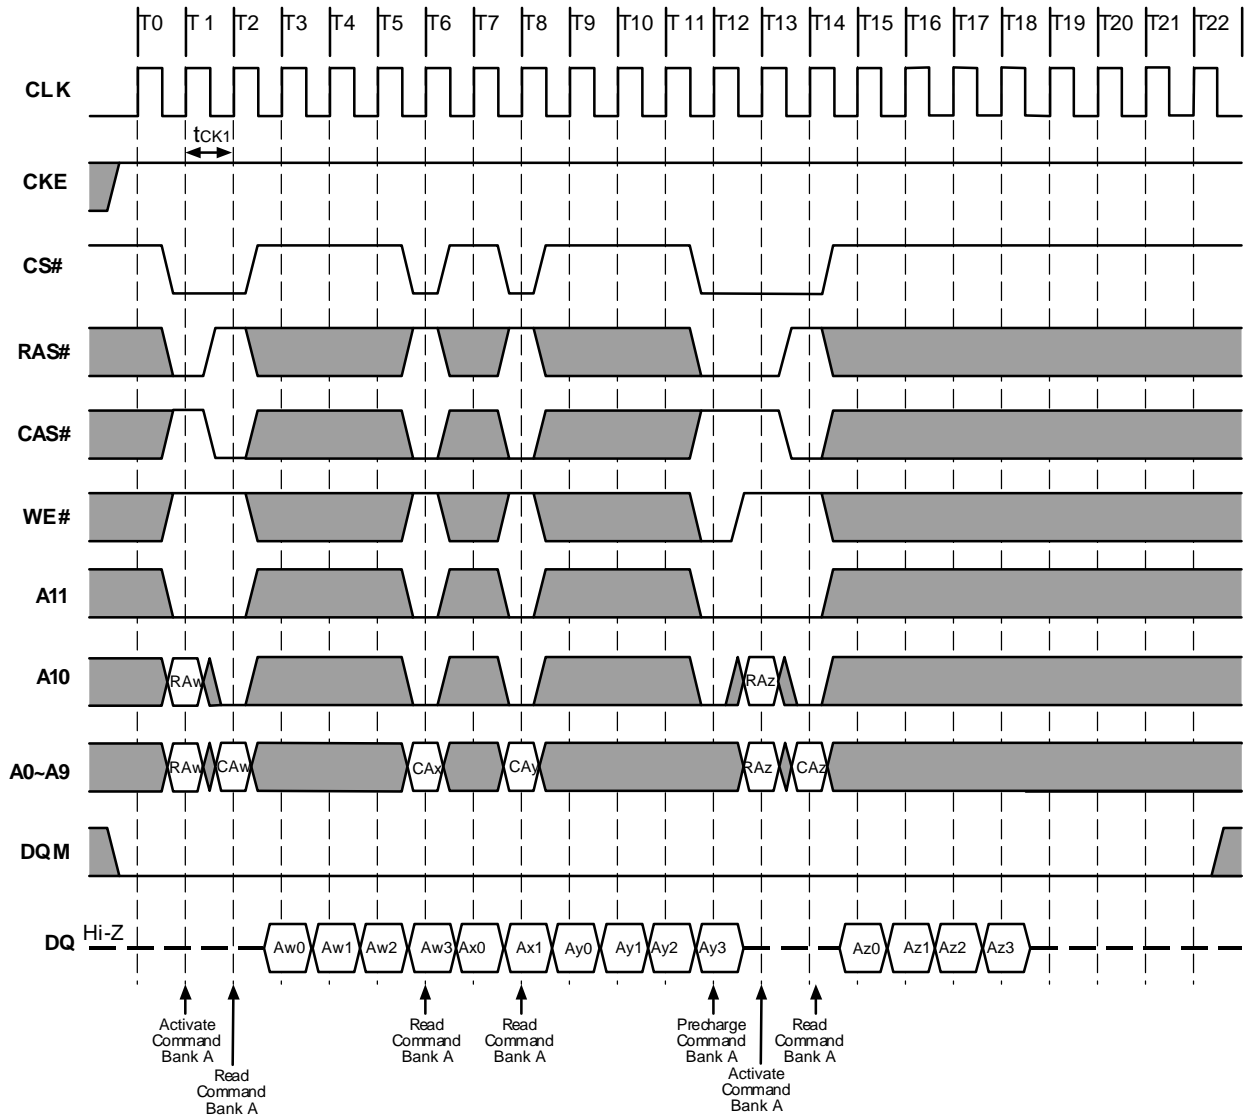 T0 T 1 T2 T3 T4 T5 T6 T7 T8 T9 T10 T 11 T12 T13 T14 T15 T16 T17 T18 T19 T20 T21 T22
CLK
tCK1
CKE
CS#
RAS#
CAS#
WE#
A11
A10
RAw RAz
A0~A9
RAw CAw CAx CAy RAz CAz
DQM
Hi-Z
DQ
Aw0 Aw1 Aw2 Aw3 Ax0 Ax1 Ay0 Ay1 Ay2 Ay3 Az0 Az1 Az2 Az3
Activate
Command
Bank A
Read
Command
Bank A
Read
Command
Bank A
Read
Command
Bank A
Precharge
Command
Bank A
Activate
Command
Bank A
Read
Command
Bank A